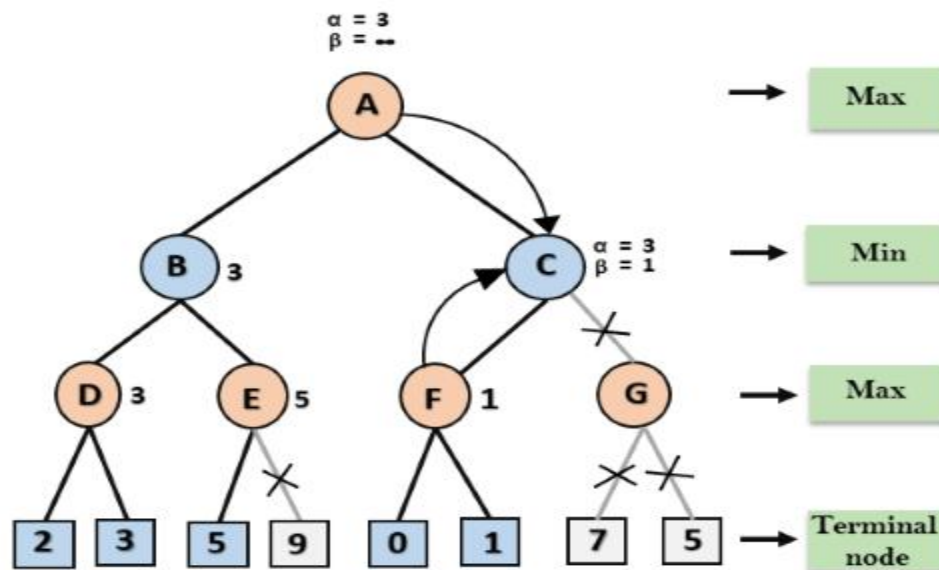 α = 3
β = ∞
A
Max
B
3
C
α = 3
β = 1
Min
D
3
E
5
F
1
G
Max
2
3
5
9
0
1
7
5
Terminal
node